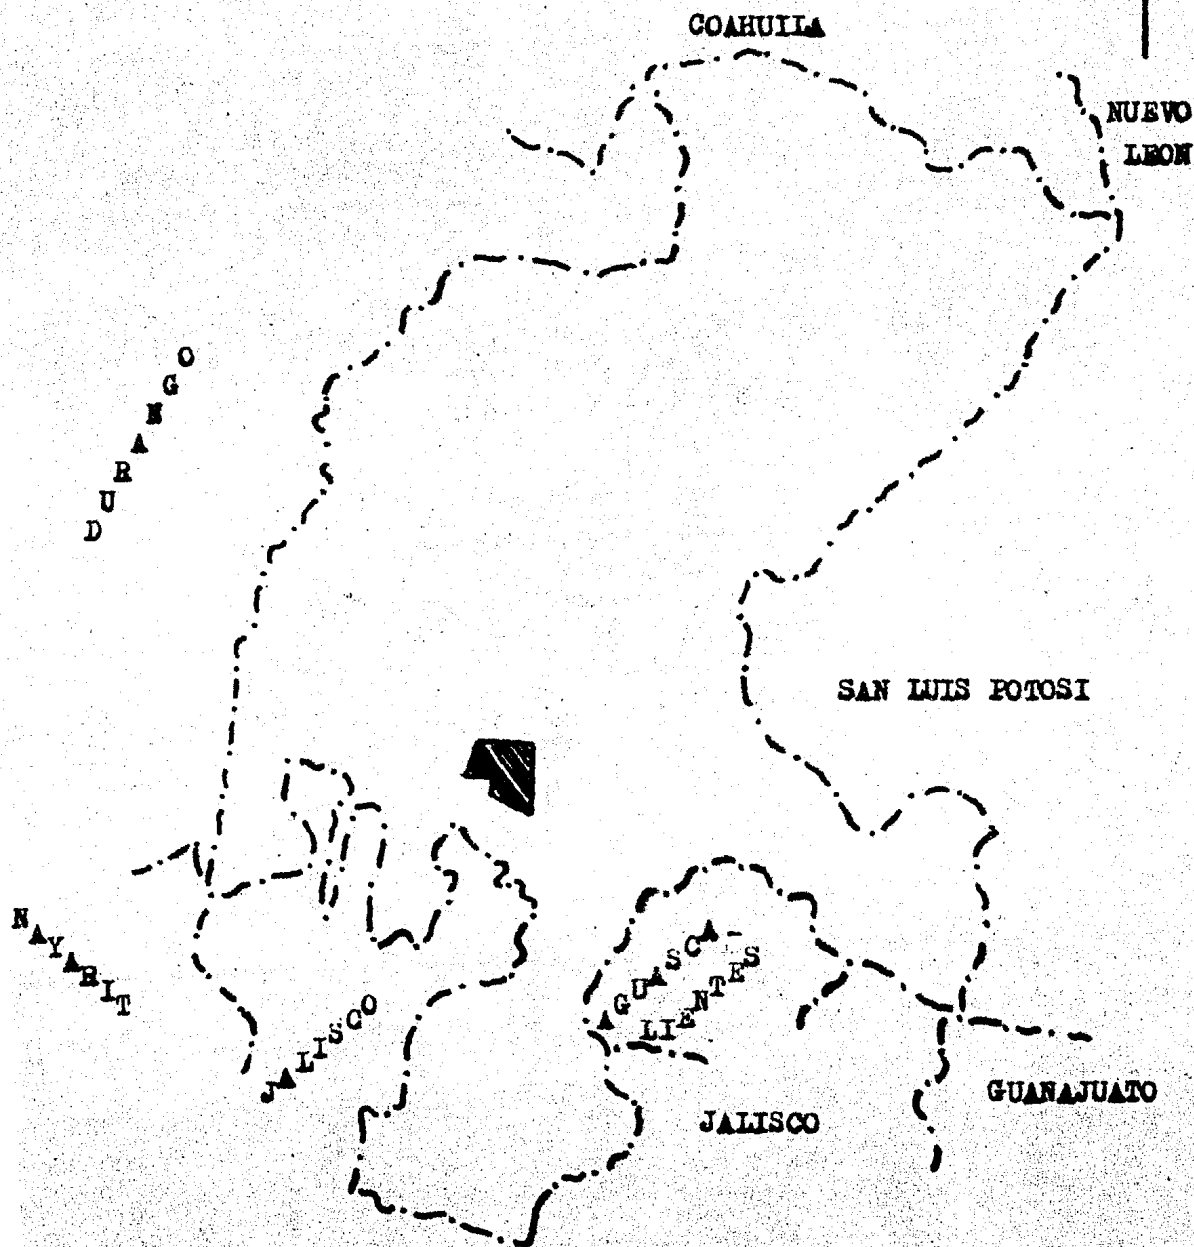 COAHUILA
NUEVO
LEON
DURANGO
SAN LUIS POTOSI
NAYARIT
AGUASCA-
LIENTES
JALISCO
GUANAJUATO
JALISCO